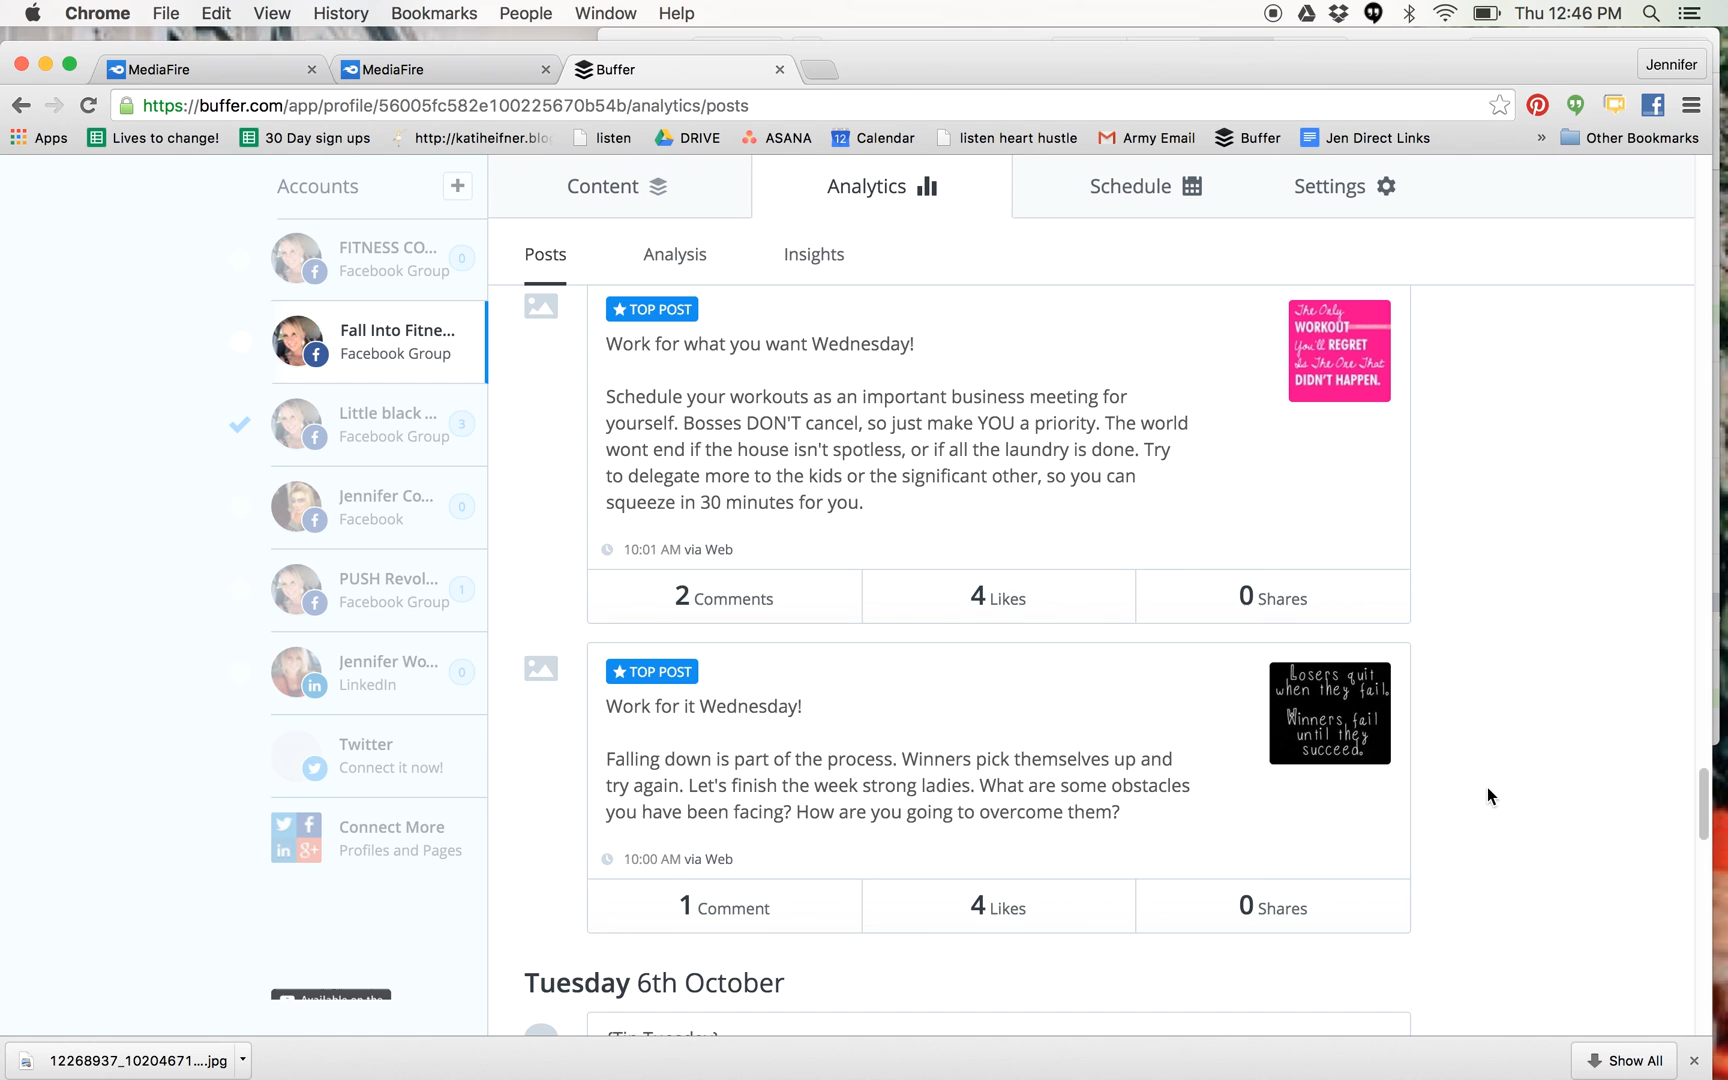 Chrome File Edit View History Bookmarks People Window Help Thu 12:46 PM
MediaFire MediaFire Buffer Jennifer
https://buffer.com/app/profile/56005fc582e100225670b54b/analytics/posts
Apps Lives to change! 30 Day sign ups http://katiheifner.blo listen DRIVE ASANA 12 Calendar listen heart hustle Army Email Buffer Jen Direct Links » Other Bookmarks
Accounts +
Content Analytics Schedule Settings
Posts Analysis Insights
FITNESS CO... 0
Facebook Group
Fall Into Fitne...
Facebook Group
Little black ... 3
Facebook Group
Jennifer Co... 0
Facebook
PUSH Revol... 1
Facebook Group
Jennifer Wo... 0
LinkedIn
Twitter
Connect it now!
Connect More
Profiles and Pages
Available on the
TOP POST
Work for what you want Wednesday!
Schedule your workouts as an important business meeting for
yourself. Bosses DON'T cancel, so just make YOU a priority. The world
wont end if the house isn't spotless, or if all the laundry is done. Try
to delegate more to the kids or the significant other, so you can
squeeze in 30 minutes for you.
The Only
WORKOUT
You'll REGRET
Is The One That
DIDN'T HAPPEN.
10:01 AM via Web
2 Comments 4 Likes 0 Shares
TOP POST
Work for it Wednesday!
Falling down is part of the process. Winners pick themselves up and
try again. Let's finish the week strong ladies. What are some obstacles
you have been facing? How are you going to overcome them?
Losers quit
when they fail.
Winners fail
until they
succeed.
10:00 AM via Web
1 Comment 4 Likes 0 Shares
Tuesday 6th October
{Tip Tuesday}
12268937_10204671....jpg Show All